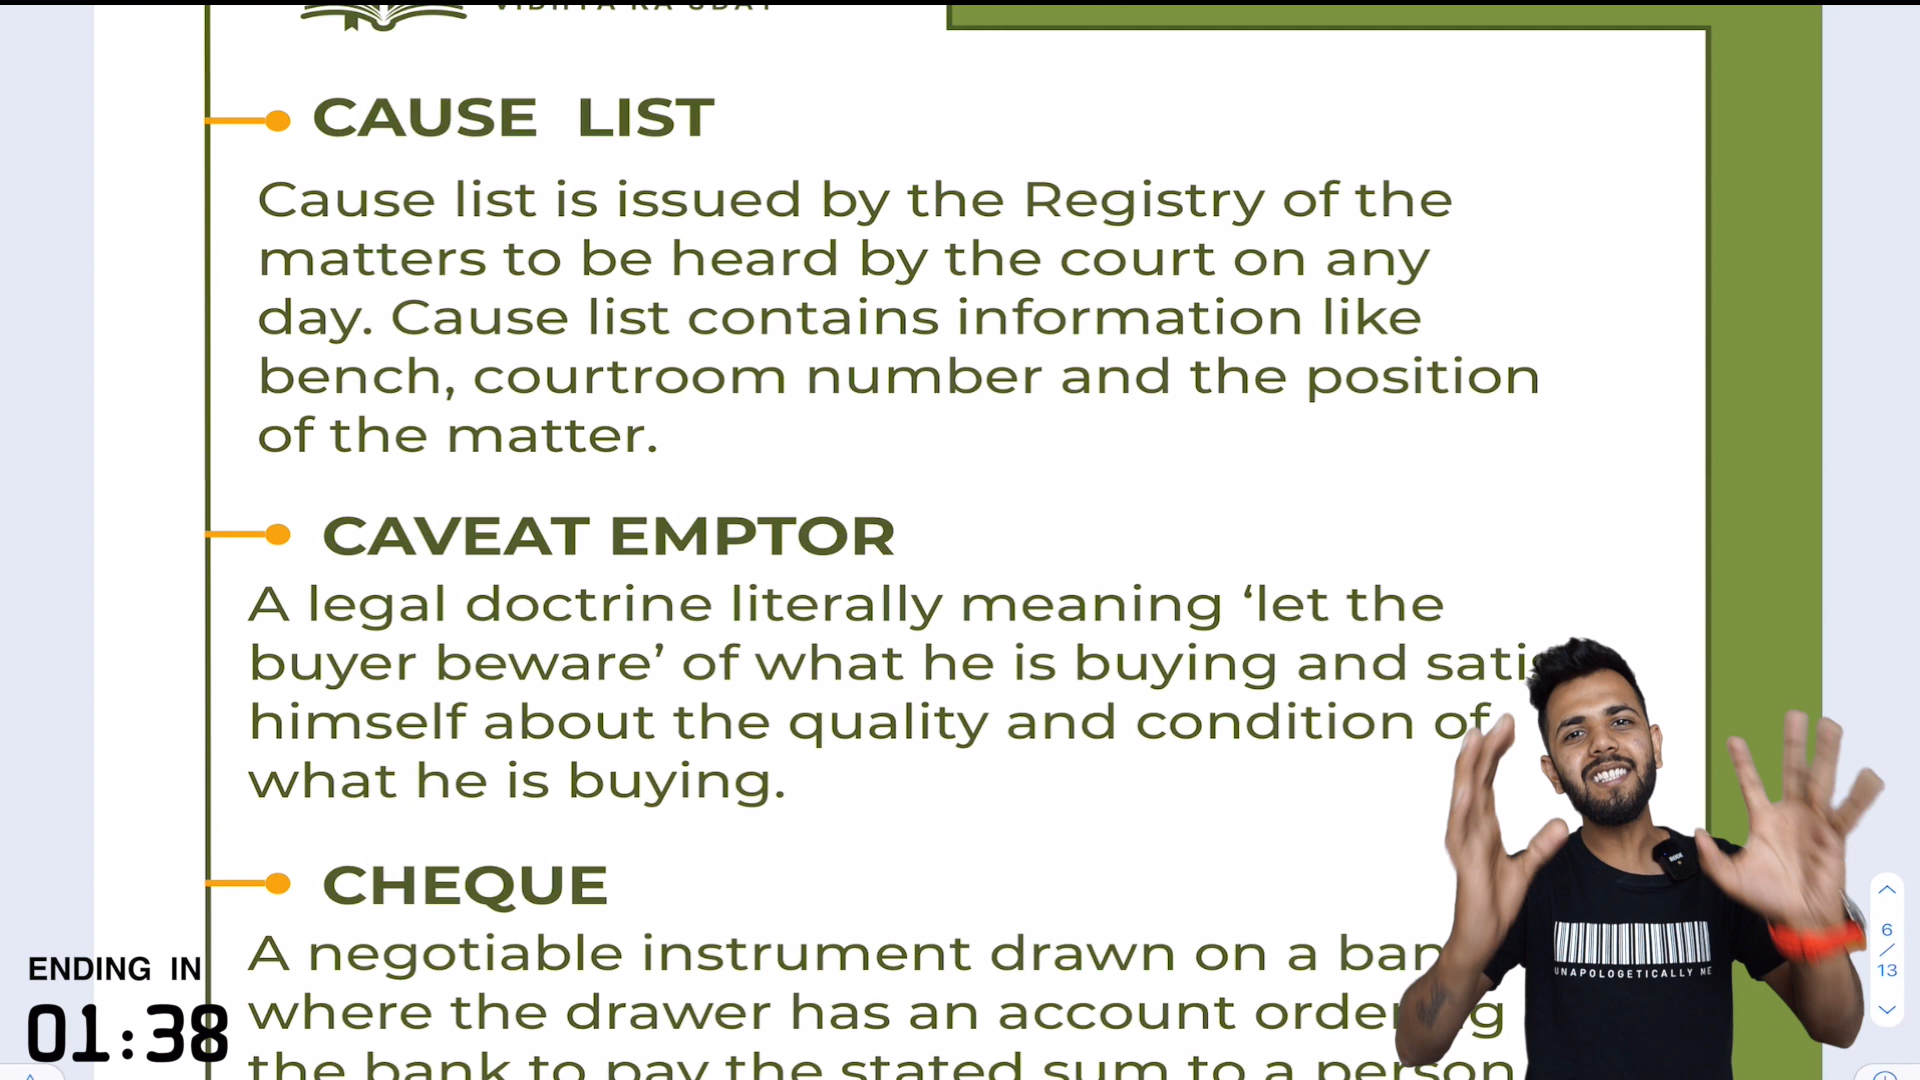 VIDHYA KA UDAY
CAUSE LIST
Cause list is issued by the Registry of the
matters to be heard by the court on any
day. Cause list contains information like
bench, courtroom number and the position
of the matter.
CAVEAT EMPTOR
A legal doctrine literally meaning ‘let the
buyer beware’ of what he is buying and
himself about the quality and condition of
what he is buying.
CHEQUE
A negotiable instrument drawn on a
where the drawer has an account
the bank to pay the stated sum to a person
ENDING IN
01:38
UNAPOLOGETICALLY ME
RODE
6
/
13